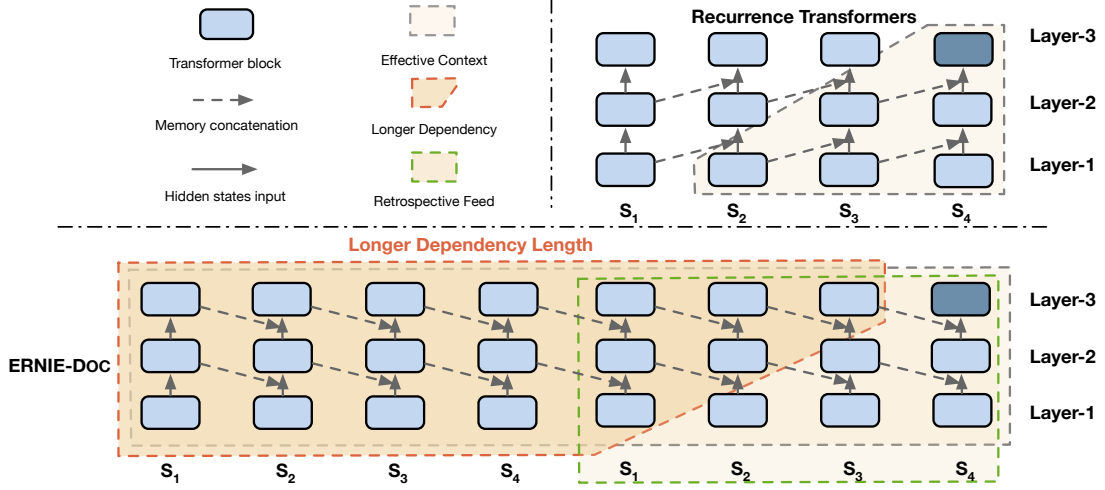 Transformer block
Memory concatenation
Hidden states input
Effective Context
Longer Dependency
Retrospective Feed
Recurrence Transformers
Layer-3
Layer-2
Layer-1
S1 S2 S3 S4
Longer Dependency Length
ERNIE-DOC
Layer-3
Layer-2
Layer-1
S1 S2 S3 S4 S1 S2 S3 S4